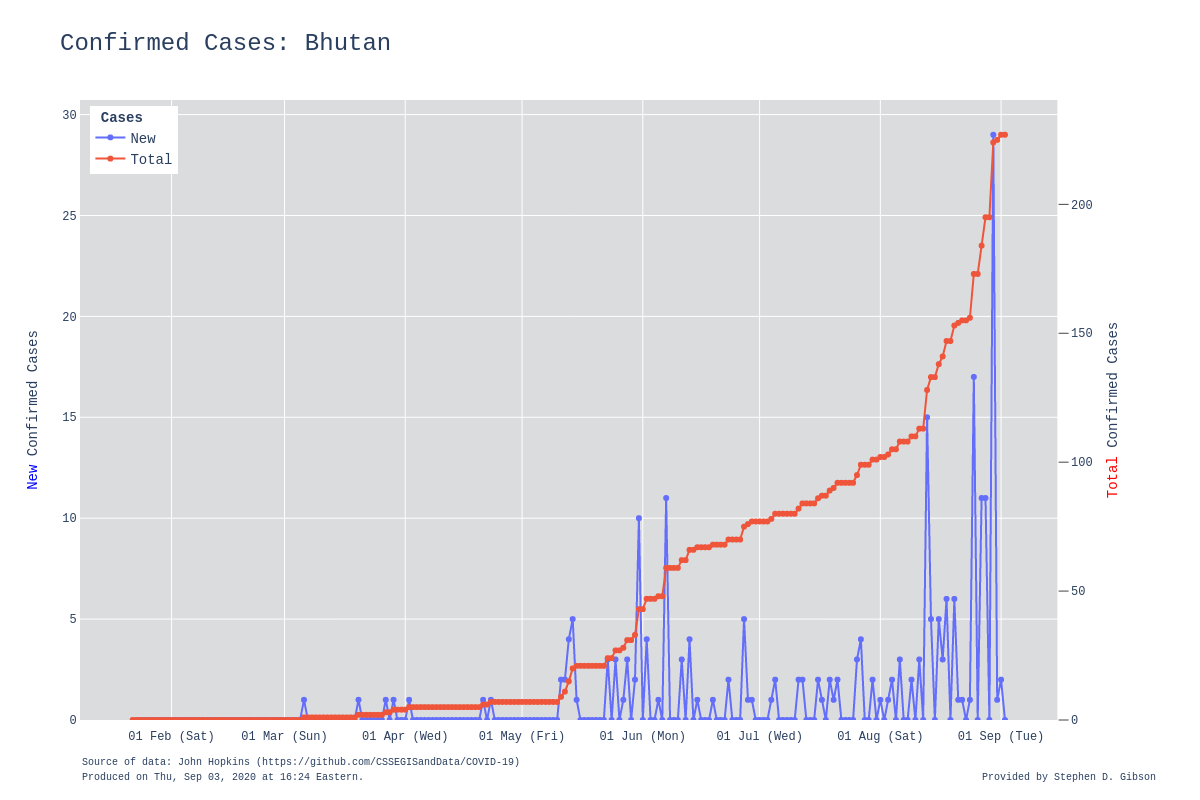 Confirmed Cases: Bhutan
Cases
New
Total
30
25
20
15
10
5
0
200
150
100
50
0
New Confirmed Cases
Total Confirmed Cases
01 Feb (Sat)
01 Mar (Sun)
01 Apr (Wed)
01 May (Fri)
01 Jun (Mon)
01 Jul (Wed)
01 Aug (Sat)
01 Sep (Tue)
Source of data: John Hopkins (https://github.com/CSSEGISandData/COVID-19)
Produced on Thu, Sep 03, 2020 at 16:24 Eastern.
Provided by Stephen D. Gibson